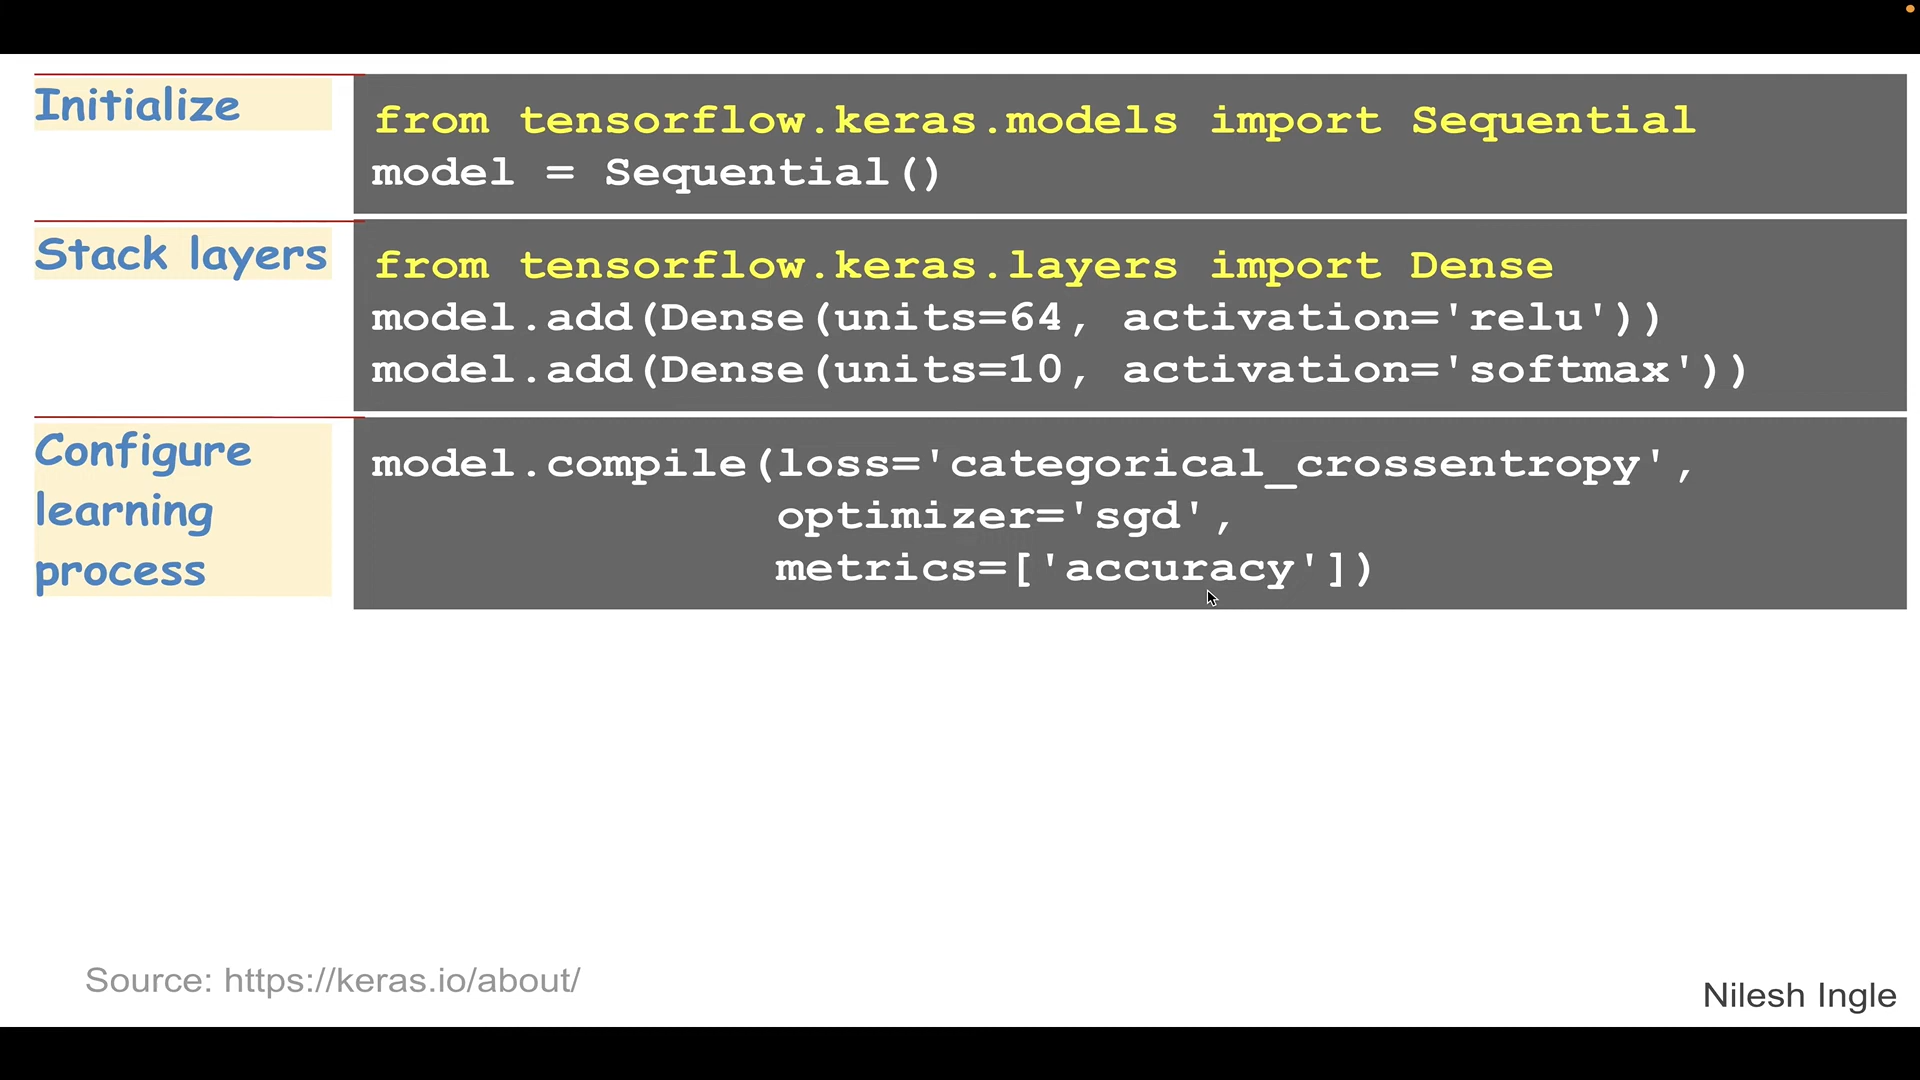 Initialize
from tensorflow.keras.models import Sequential
model = Sequential()
Stack layers
from tensorflow.keras.layers import Dense
model.add(Dense(units=64, activation='relu'))
model.add(Dense(units=10, activation='softmax'))
Configure
learning
process
model.compile(loss='categorical_crossentropy',
optimizer='sgd',
metrics=['accuracy'])
Source: https://keras.io/about/
Nilesh Ingle